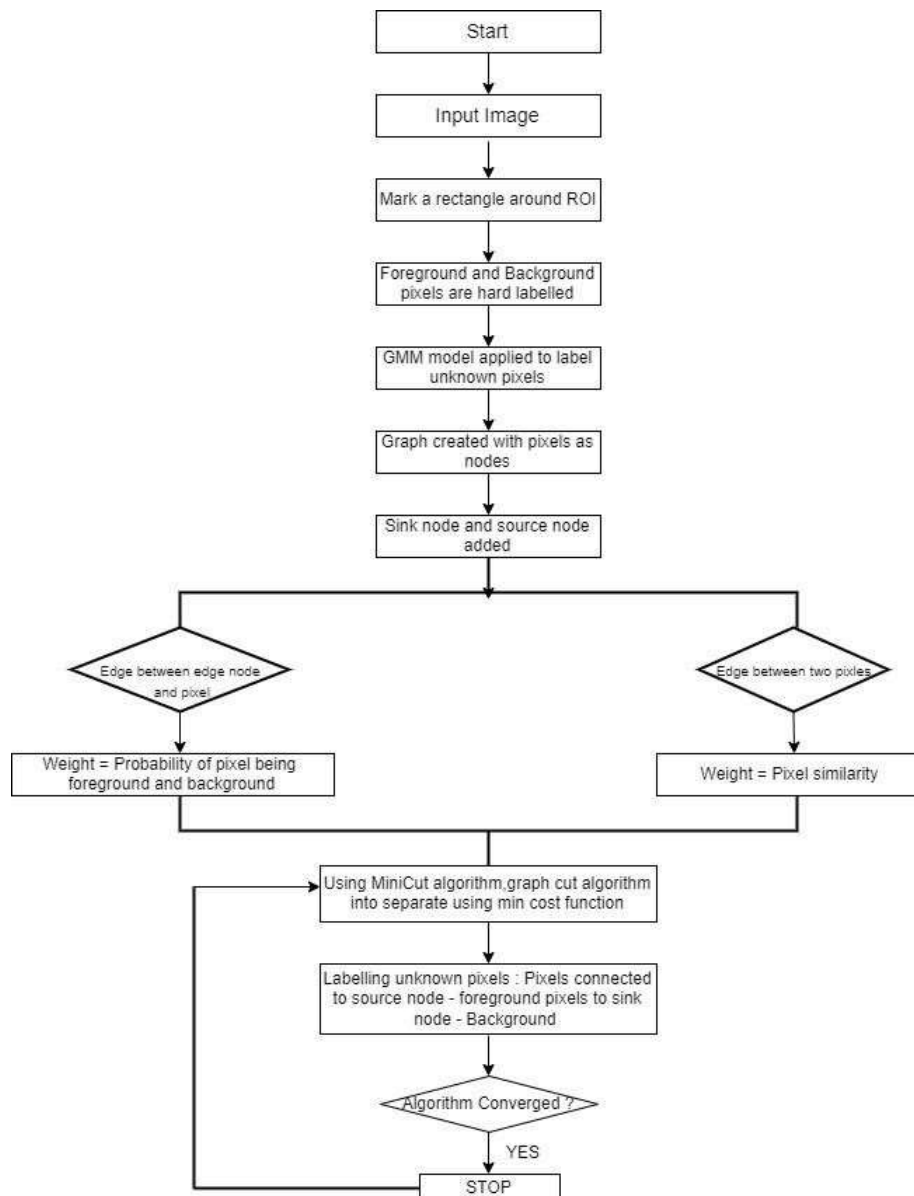 Start
Input Image
Mark a rectangle around ROI
Foreground and Background
pixels are hard labelled
GMM model applied to label
unknown pixels
Graph created with pixels as
nodes
Sink node and source node
added
Edge between edge node
and pixel
Edge between two pixles
Weight = Probability of pixel being
foreground and background
Weight = Pixel similarity
Using MiniCut algorithm,graph cut algorithm
into separate using min cost function
Labelling unknown pixels : Pixels connected
to source node - foreground pixels to sink
node - Background
Algorithm Converged ?
YES
STOP